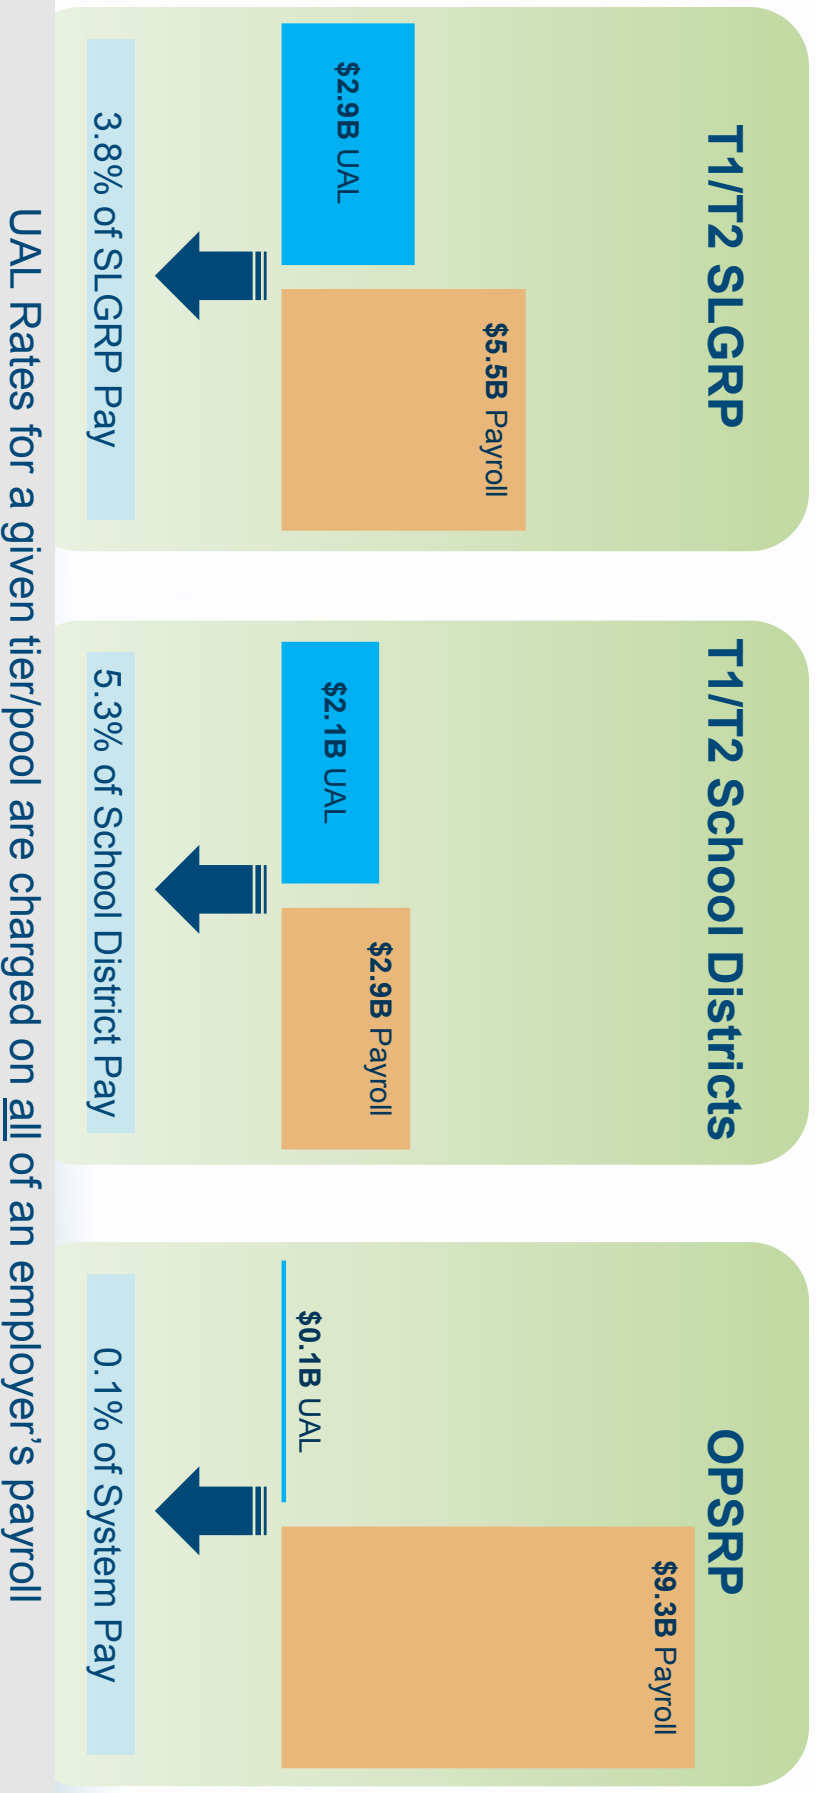 T1/T2 SLGRP
$2.9B UAL
$5.5B Payroll
3.8% of SLGRP Pay
T1/T2 School Districts
$2.1B UAL
$2.9B Payroll
5.3% of School District Pay
OPSRP
$0.1B UAL
$9.3B Payroll
0.1% of System Pay
UAL Rates for a given tier/pool are charged on all of an employer’s payroll